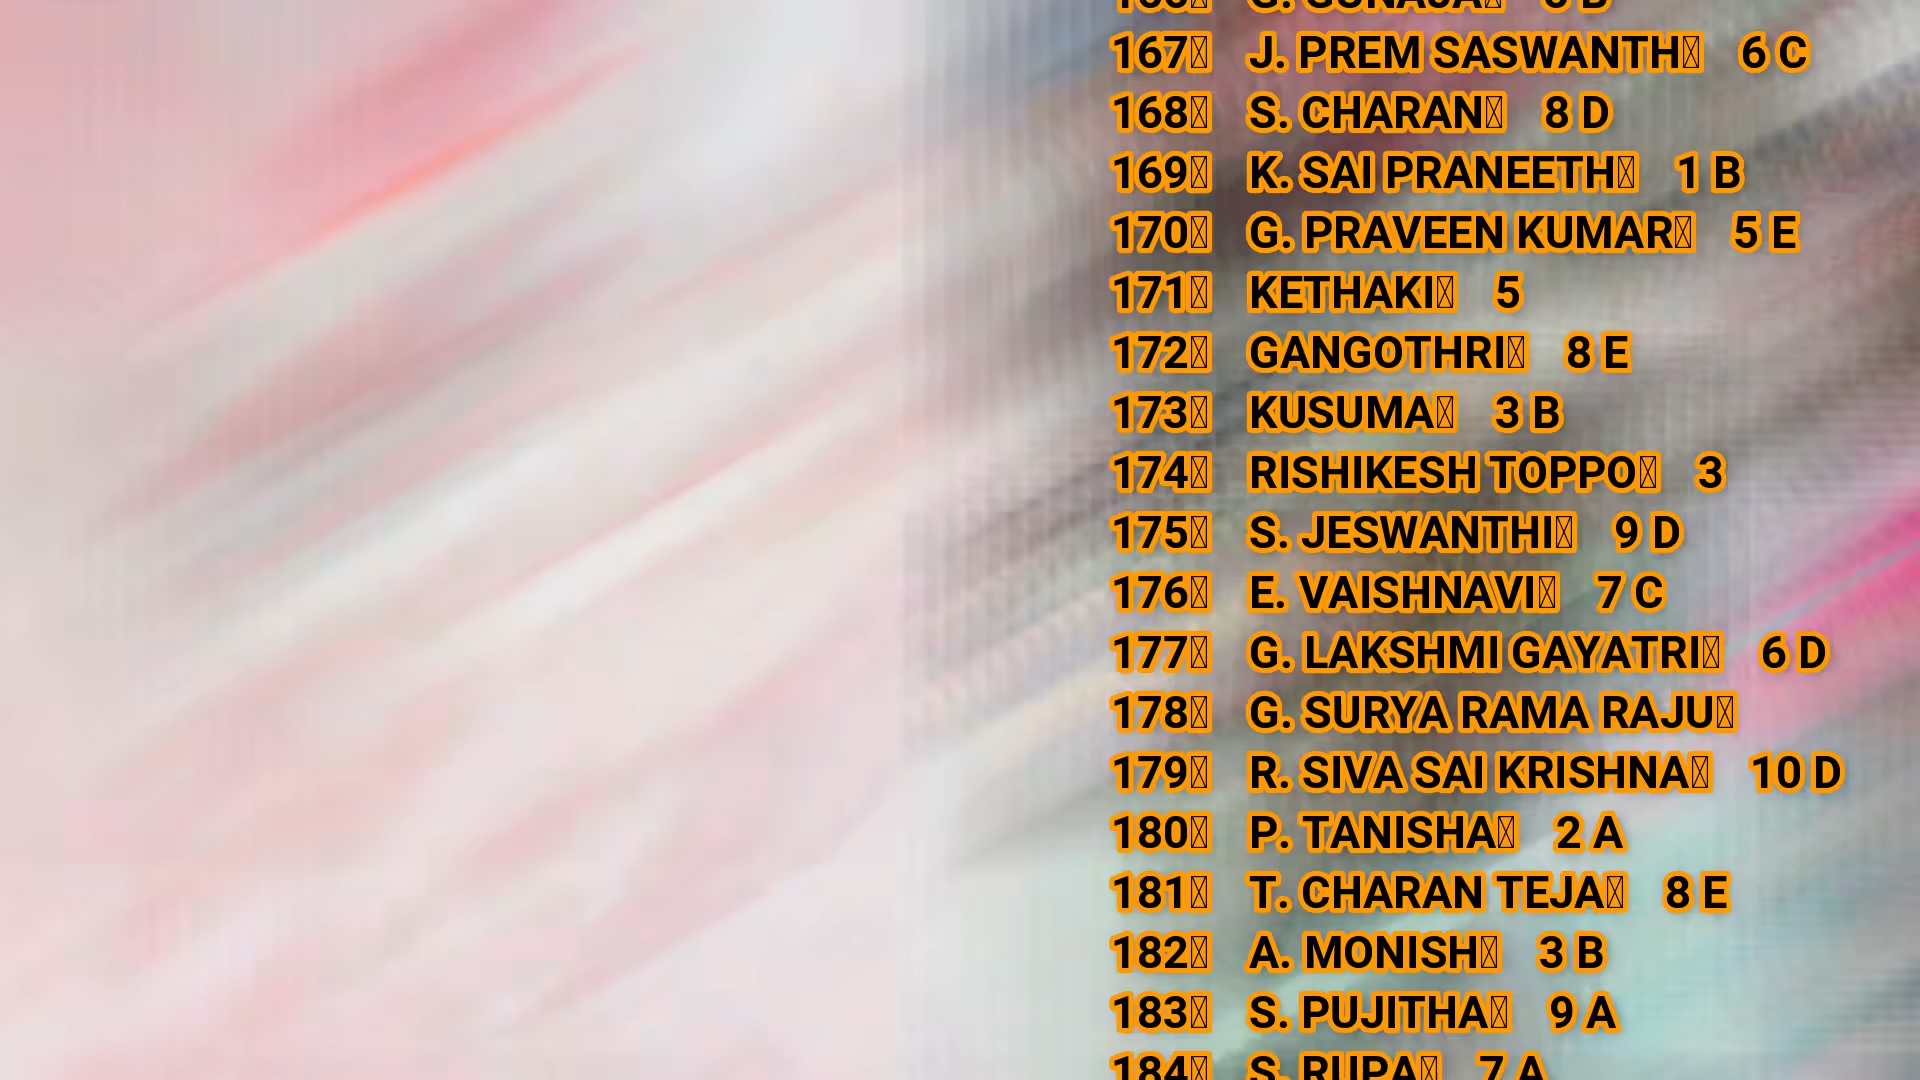 167 J. PREM SASWANTH 6 C
168 S. CHARAN 8 D
169 K. SAI PRANEETH 1 B
170 G. PRAVEEN KUMAR 5 E
171 KETHAKI 5
172 GANGOTHRI 8 E
173 KUSUMA 3 B
174 RISHIKESH TOPPO 3
175 S. JESWANTHI 9 D
176 E. VAISHNAVI 7 C
177 G. LAKSHMI GAYATRI 6 D
178 G. SURYA RAMA RAJU
179 R. SIVA SAI KRISHNA 10 D
180 P. TANISHA 2 A
181 T. CHARAN TEJA 8 E
182 A. MONISH 3 B
183 S. PUJITHA 9 A
184 S. RUPA 7 A